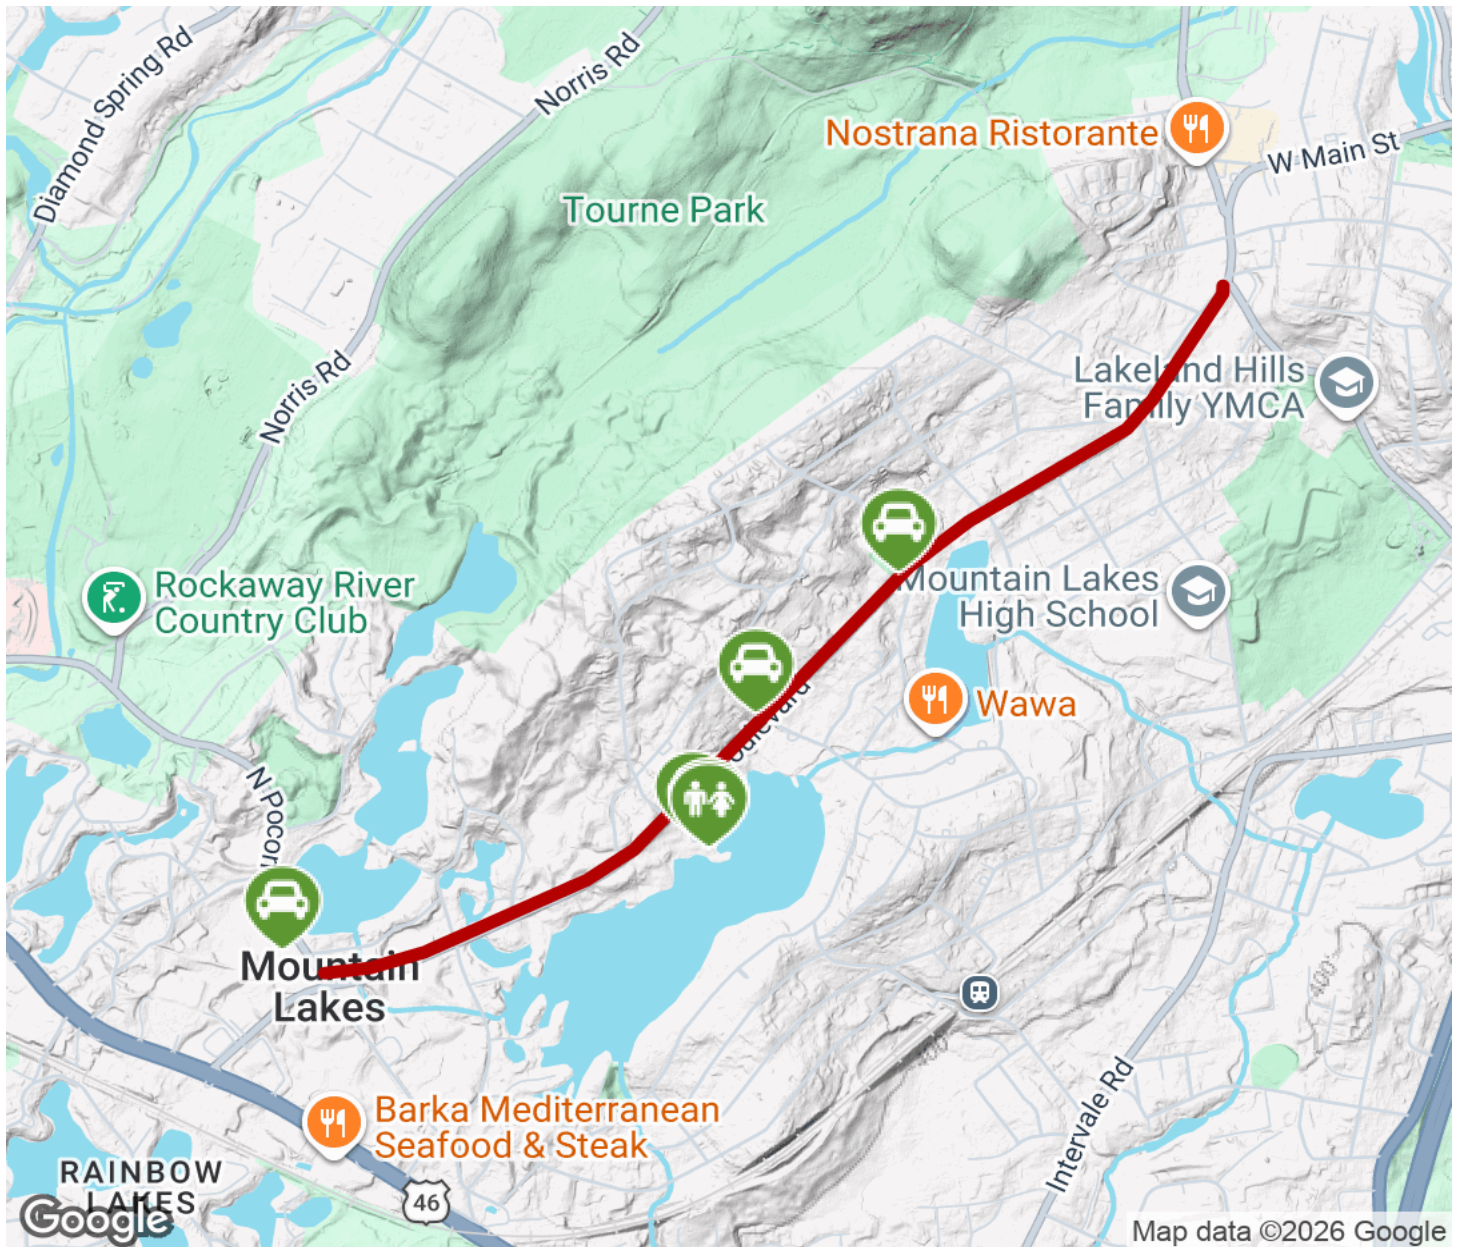 Diamond Spring Rd
Norris Rd
Nostrana Ristorante
W Main St
Tourne Park
Norris Rd
Lakeland Hills
Family YMCA
Rockaway River
Country Club
Mountain Lakes
High School
Wawa
N Pocon
Mountain
Lakes
Barka Mediterranean
Seafood & Steak
Intervale Rd
400'
RAINBOW
LAKES
46
Google
Map data ©2026 Google